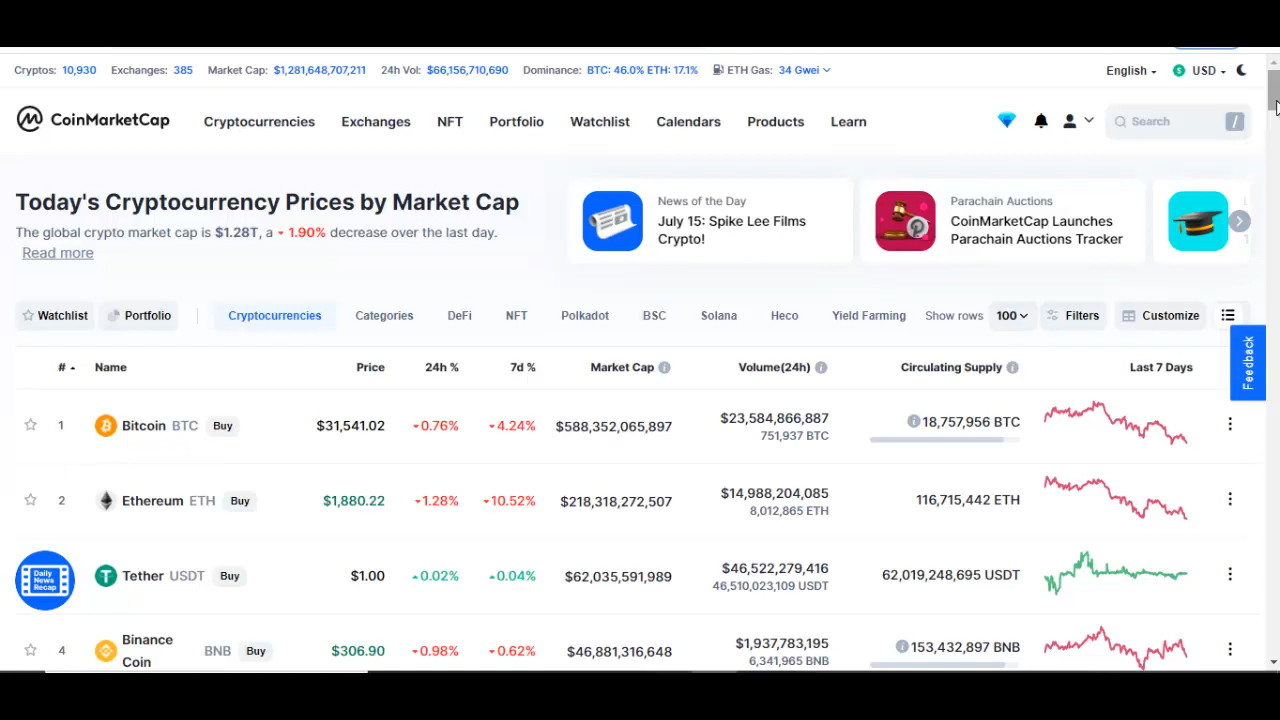 Cryptos: 10,930 Exchanges: 385 Market Cap: $1,281,648,707,211 24h Vol: $66,156,710,690 Dominance: BTC: 46.0% ETH: 17.1% ETH Gas: 34 Gwei English USD
CoinMarketCap Cryptocurrencies Exchanges NFT Portfolio Watchlist Calendars Products Learn Search /
Today's Cryptocurrency Prices by Market Cap
The global crypto market cap is $1.28T, a 1.90% decrease over the last day.
Read more
News of the Day
July 15: Spike Lee Films
Crypto!
Parachain Auctions
CoinMarketCap Launches
Parachain Auctions Tracker
Watchlist Portfolio Cryptocurrencies Categories DeFi NFT Polkadot BSC Solana Heco Yield Farming Show rows 100 Filters Customize
Feedback
# Name Price 24h % 7d % Market Cap Volume(24h) Circulating Supply Last 7 Days
1 Bitcoin BTC Buy $31,541.02 0.76% 4.24% $588,352,065,897 $23,584,866,887 18,757,956 BTC
751,937 BTC
2 Ethereum ETH Buy $1,880.22 1.28% 10.52% $218,318,272,507 $14,988,204,085 116,715,442 ETH
8,012,865 ETH
Daily
News
Recap
Tether USDT Buy $1.00 0.02% 0.04% $62,035,591,989 $46,522,279,416 62,019,248,695 USDT
46,510,023,109 USDT
4 Binance
Coin BNB Buy $306.90 0.98% 0.62% $46,881,316,648 $1,937,783,195 153,432,897 BNB
6,341,965 BNB